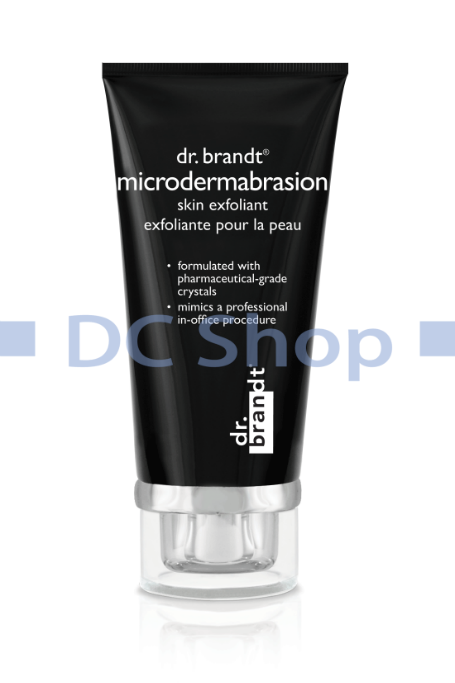 dr. brandt®
microdermabrasion
skin exfoliant
exfoliante pour la peau
• formulated with
pharmaceutical-grade
crystals
• mimics a professional
in-office procedure
DC Shop
dr.
brandt